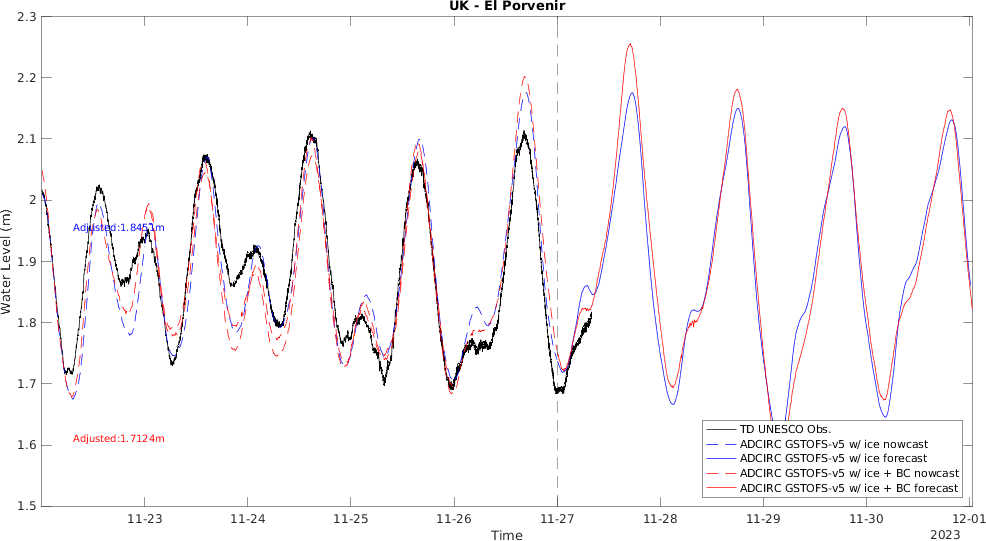 UK - El Porvenir
2.3
2.2
2.1
2
1.9
1.8
1.7
1.6
1.5
Water Level (m)
Adjusted:1.8451m
Adjusted:1.7124m
TD UNESCO Obs.
ADCIRC GSTOFS-v5 w/ ice nowcast
ADCIRC GSTOFS-v5 w/ ice forecast
ADCIRC GSTOFS-v5 w/ ice + BC nowcast
ADCIRC GSTOFS-v5 w/ ice + BC forecast
11-23 11-24 11-25 11-26 11-27 11-28 11-29 11-30 12-01
Time
2023